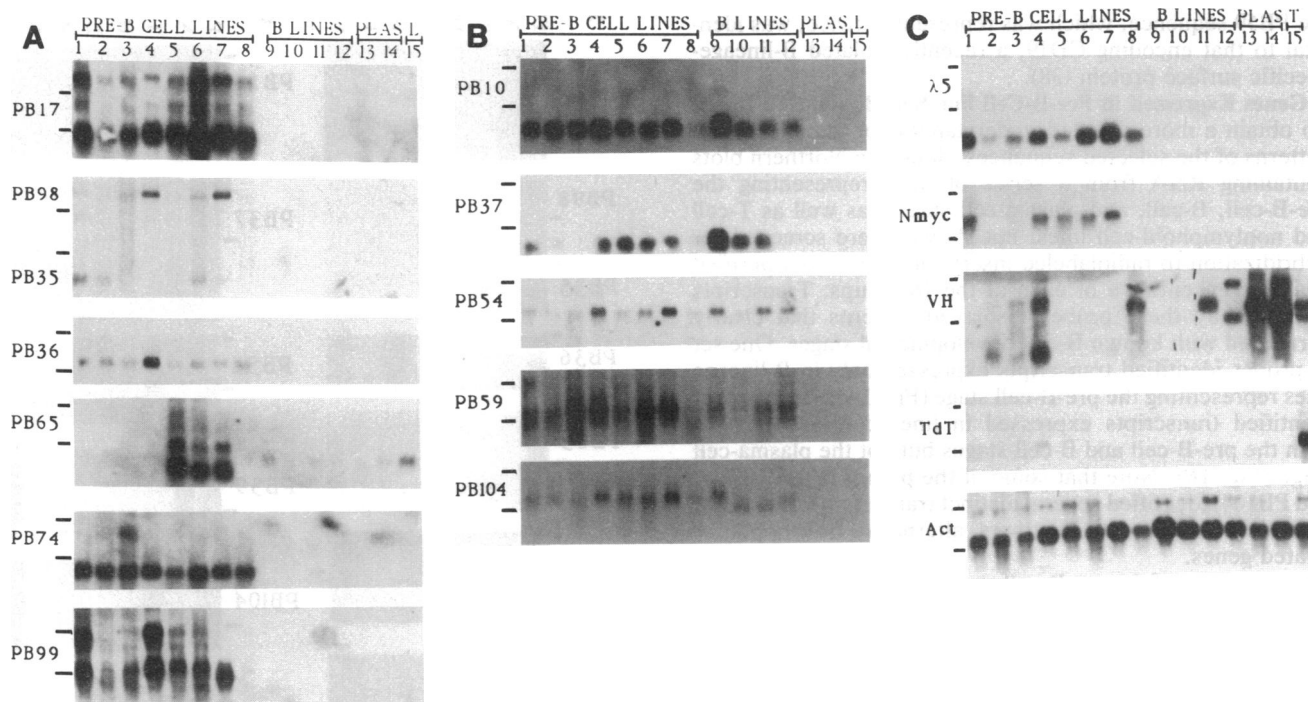 A
PRE-B CELL LINES B LINES PLAS T.
1 2 3 4 5 6 7 8 9 10 11 12 13 14 15
PB17
PB98
PB35
PB36
PB65
PB74
PB99
B
PRE-B CELL LINES B LINES PLAS T.
1 2 3 4 5 6 7 8 9 10 11 12 13 14 15
PB10
PB37
PB54
PB59
PB104
C
PRE-B CELL LINES B LINES PLAS T.
1 2 3 4 5 6 7 8 9 10 11 12 13 14 15
λ5
Nmyc
VH
TdT
Act